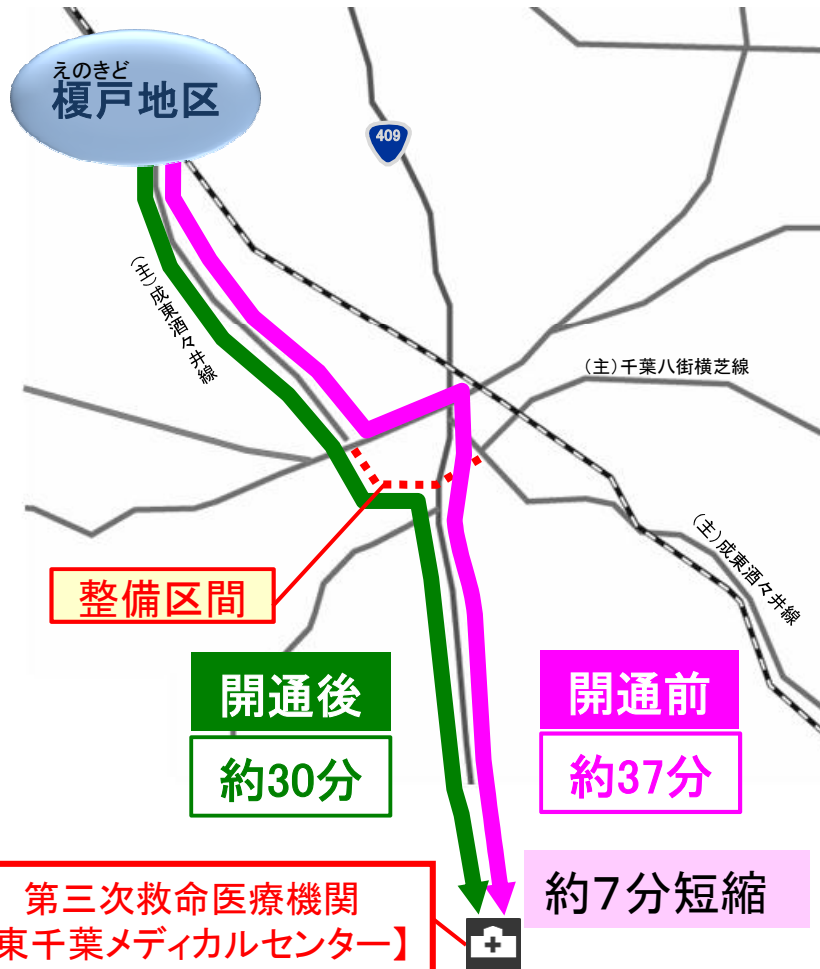 えのきど
榎戸地区
409
(主)成東酒々井線
(主)千葉八街横芝線
(主)成東酒々井線
整備区間
開通後
約30分
開通前
約37分
約7分短縮
第三次救命医療機関
東千葉メディカルセンター】